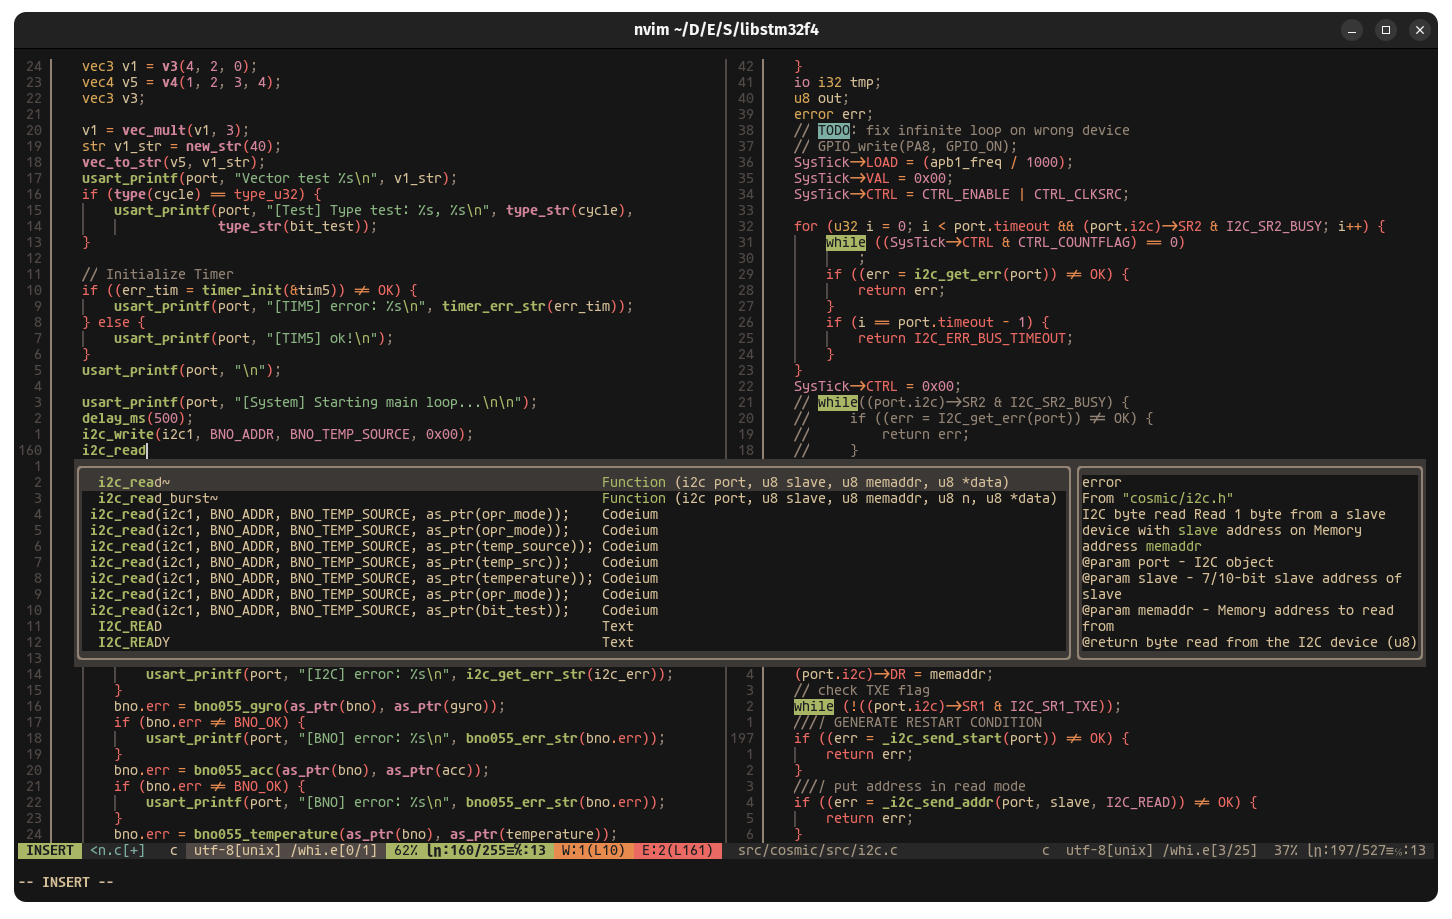 nvim ~/D/E/S/libstm32f4
24 vec3 v1 = v3(4, 2, 0);
23 vec4 v5 = v4(1, 2, 3, 4);
22 vec3 v3;
21
20 v1 = vec_mult(v1, 3);
19 str v1_str = new_str(40);
18 vec_to_str(v5, v1_str);
17 usart_printf(port, "Vector test %s\n", v1_str);
16 if (type(cycle) == type_u32) {
15 usart_printf(port, "[Test] Type test: %s, %s\n", type_str(cycle),
14 type_str(bit_test));
13 }
12
11 // Initialize Timer
10 if ((err_tim = timer_init(&tim5)) != OK) {
9 usart_printf(port, "[TIM5] error: %s\n", timer_err_str(err_tim));
8 } else {
7 usart_printf(port, "[TIM5] ok!\n");
6 }
5 usart_printf(port, "\n");
4
3 usart_printf(port, "[System] Starting main loop...\n\n");
2 delay_ms(500);
1 i2c_write(i2c1, BNO_ADDR, BNO_TEMP_SOURCE, 0x00);
160 i2c_read
42 }
41 io i32 tmp;
40 u8 out;
39 error err;
38 // TODO: fix infinite loop on wrong device
37 // GPIO_write(PA8, GPIO_ON);
36 SysTick->LOAD = (apb1_freq / 1000);
35 SysTick->VAL = 0x00;
34 SysTick->CTRL = CTRL_ENABLE | CTRL_CLKSRC;
33
32 for (u32 i = 0; i < port.timeout && (port.i2c)->SR2 & I2C_SR2_BUSY; i++) {
31 while ((SysTick->CTRL & CTRL_COUNTFLAG) == 0)
30 ;
29 if ((err = i2c_get_err(port)) != OK) {
28 return err;
27 }
26 if (i == port.timeout - 1) {
25 return I2C_ERR_BUS_TIMEOUT;
24 }
23 }
22 SysTick->CTRL = 0x00;
21 // while((port.i2c)->SR2 & I2C_SR2_BUSY) {
20 // if ((err = I2C_get_err(port)) != OK) {
19 // return err;
18 // }
1
2 i2c_read~ Function (i2c port, u8 slave, u8 memaddr, u8 *data)
3 i2c_read_burst~ Function (i2c port, u8 slave, u8 memaddr, u8 n, u8 *data)
4 i2c_read(i2c1, BNO_ADDR, BNO_TEMP_SOURCE, as_ptr(opr_mode)); Codeium
5 i2c_read(i2c1, BNO_ADDR, BNO_TEMP_SOURCE, as_ptr(opr_mode)); Codeium
6 i2c_read(i2c1, BNO_ADDR, BNO_TEMP_SOURCE, as_ptr(temp_source)); Codeium
7 i2c_read(i2c1, BNO_ADDR, BNO_TEMP_SOURCE, as_ptr(temp_src)); Codeium
8 i2c_read(i2c1, BNO_ADDR, BNO_TEMP_SOURCE, as_ptr(temperature)); Codeium
9 i2c_read(i2c1, BNO_ADDR, BNO_TEMP_SOURCE, as_ptr(opr_mode)); Codeium
10 i2c_read(i2c1, BNO_ADDR, BNO_TEMP_SOURCE, as_ptr(bit_test)); Codeium
11 I2C_READ Text
12 I2C_READY Text
13
error
From "cosmic/i2c.h"
I2C byte read Read 1 byte from a slave
device with slave address on Memory
address memaddr
@param port - I2C object
@param slave - 7/10-bit slave address of
slave
@param memaddr - Memory address to read
from
@return byte read from the I2C device (u8)
14 usart_printf(port, "[I2C] error: %s\n", i2c_get_err_str(i2c_err));
15 }
16 bno.err = bno055_gyro(as_ptr(bno), as_ptr(gyro));
17 if (bno.err != BNO_OK) {
18 usart_printf(port, "[BNO] error: %s\n", bno055_err_str(bno.err));
19 }
20 bno.err = bno055_acc(as_ptr(bno), as_ptr(acc));
21 if (bno.err != BNO_OK) {
22 usart_printf(port, "[BNO] error: %s\n", bno055_err_str(bno.err));
23 }
24 bno.err = bno055_temperature(as_ptr(bno), as_ptr(temperature));
4 (port.i2c)->DR = memaddr;
3 // check TXE flag
2 while (!((port.i2c)->SR1 & I2C_SR1_TXE));
1 //// GENERATE RESTART CONDITION
197 if ((err = _i2c_send_start(port)) != OK) {
1 return err;
2 }
3 //// put address in read mode
4 if ((err = _i2c_send_addr(port, slave, I2C_READ)) != OK) {
5 return err;
6 }
INSERT <n.c[+] c utf-8[unix] /whi.e[0/1] 62% :160/255 :13 W:1(L10) E:2(L161)
src/cosmic/src/i2c.c c utf-8[unix] /whi.e[3/25] 37% :197/527 :13
-- INSERT --